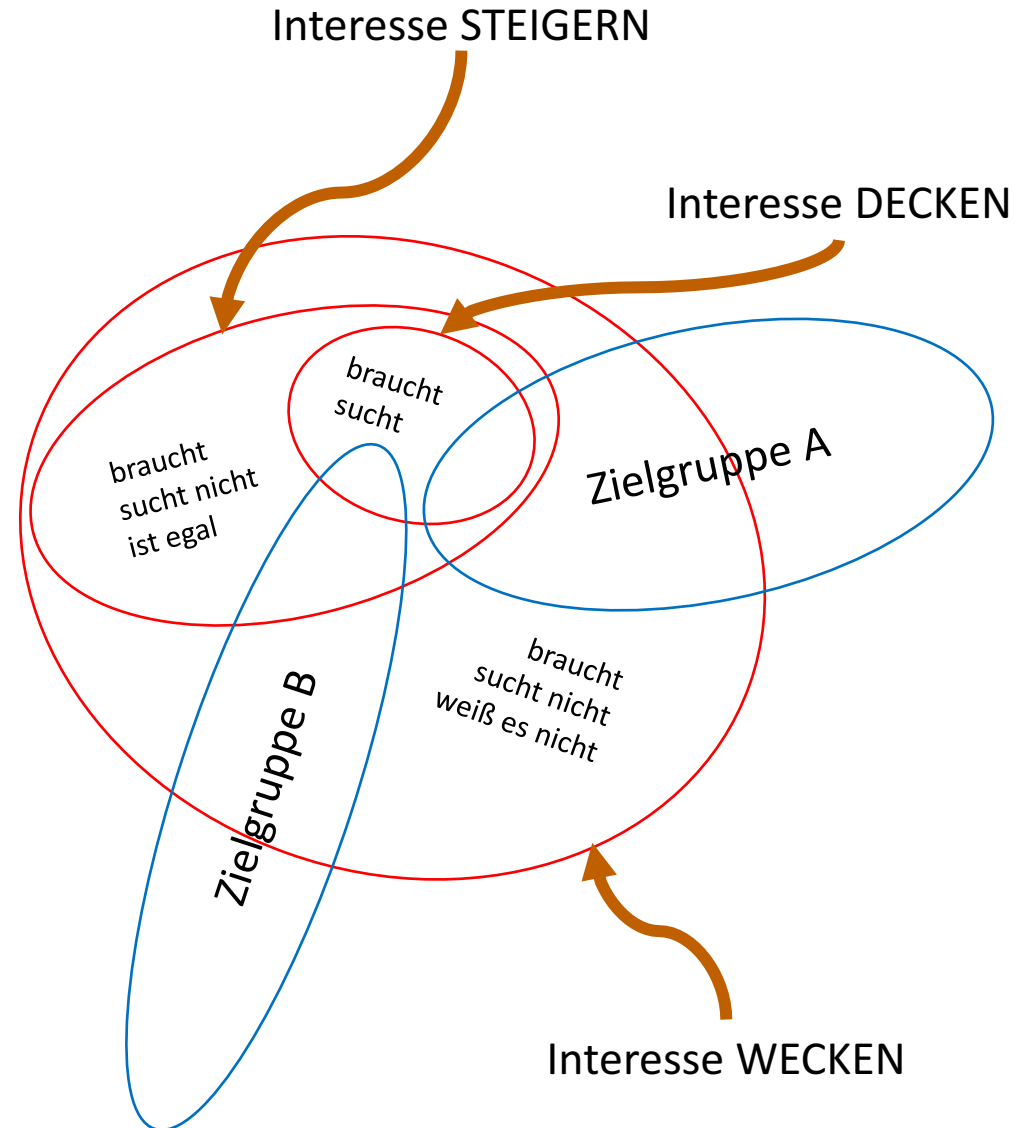 Interesse STEIGERN
Interesse DECKEN
braucht
sucht
braucht
sucht nicht
ist egal
Zielgruppe A
braucht
sucht nicht
weiß es nicht
Zielgruppe B
Interesse WECKEN